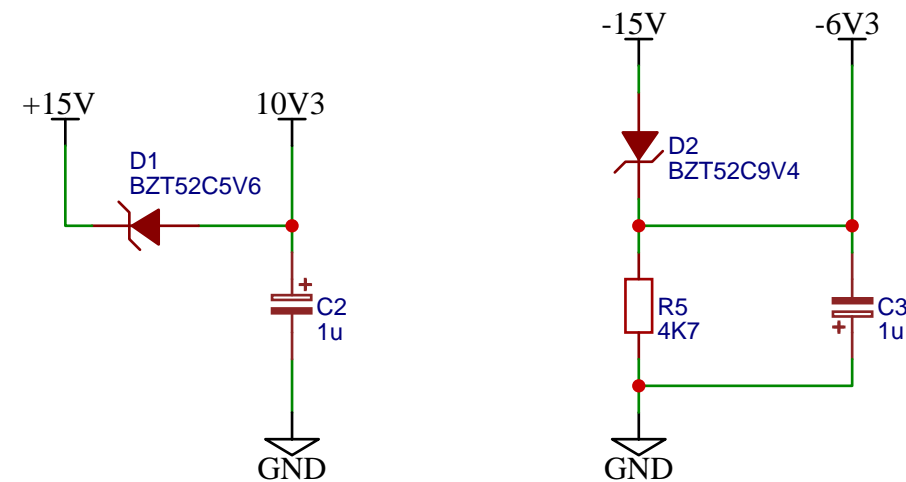 -15V
-6V3
+15V
10V3
D1
BZT52C5V6
D2
BZT52C9V4
+
C2
1u
R5
4K7
C3
1u
+
GND
GND